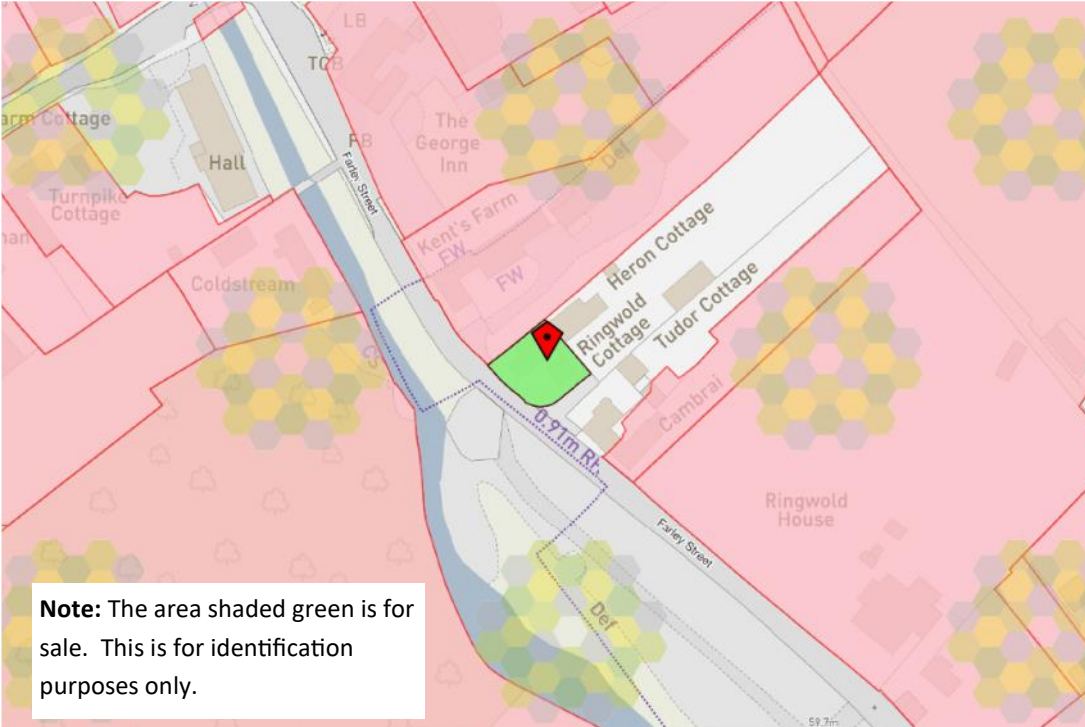 LB
TCB
arm Cottage
The
George
Inn
FB
Hall
Farley Street
Def
Turnpike
Cottage
Kent's Farm
FW
FW
Heron Cottage
Coldstream
Ringwold
Cottage
Tudor Cottage
CS
Cambrai
0.91m RH
Ringwold
House
Farley Street
Def
59.7m
Note: The area shaded green is for
sale. This is for identification
purposes only.